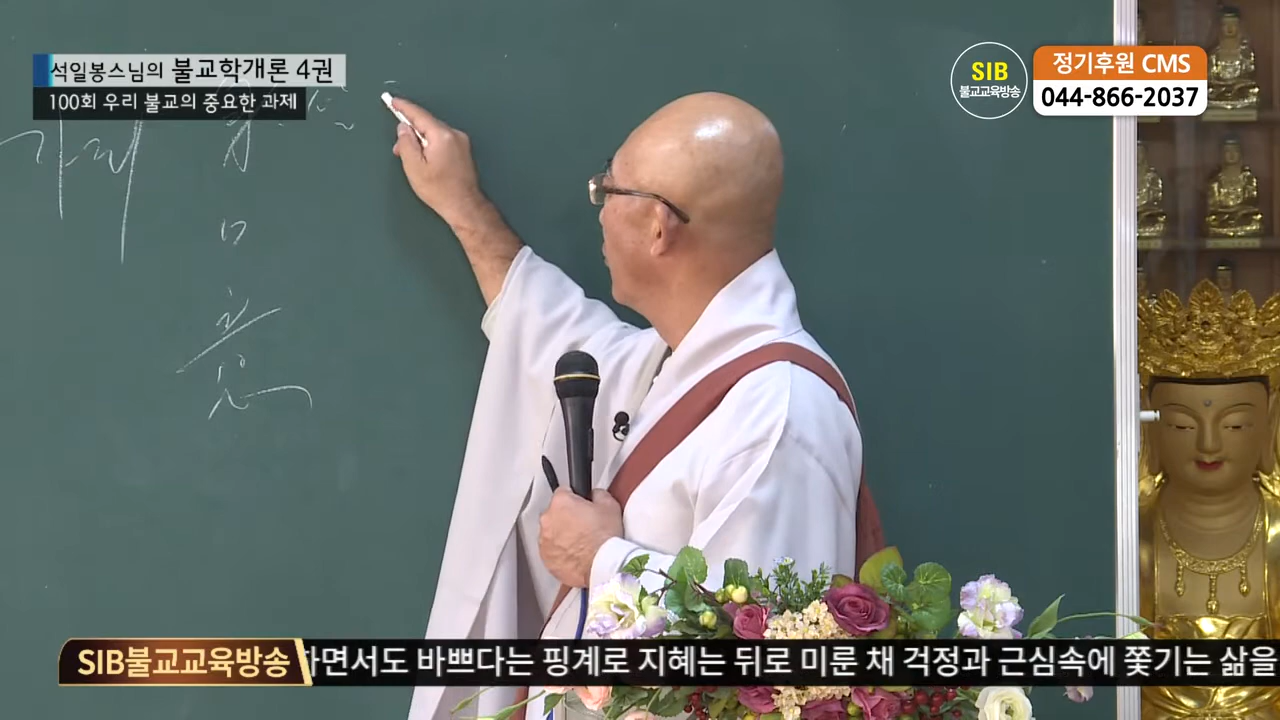 석일봉스님의 불교학개론 4권
100회 우리 불교의 중요한 과제
SIB
불교교육방송
정기후원 CMS
044-866-2037
口
意
SIB불교교육방송
하면서도 바쁘다는 핑계로 지혜는 뒤로 미룬 채 걱정과 근심속에 쫓기는 삶을